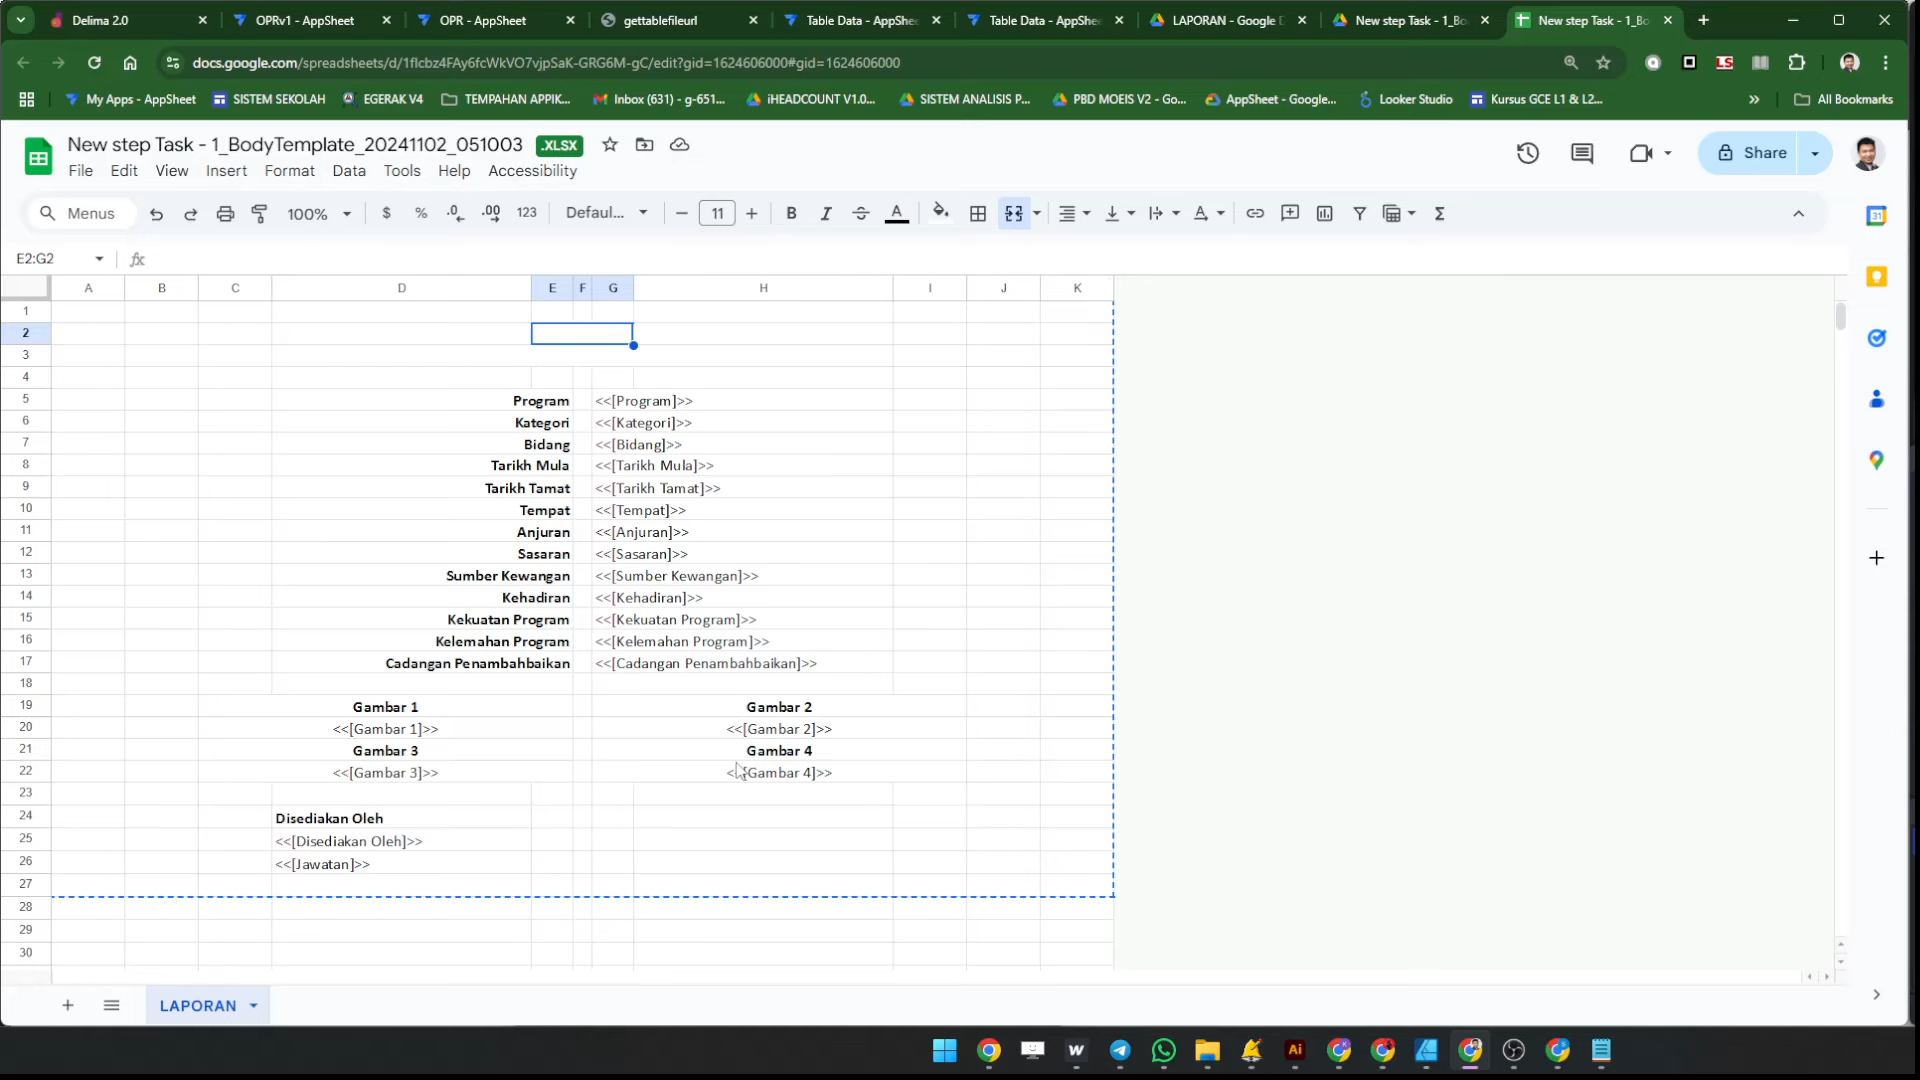 Delima 2.0
OPRv1 - AppSheet
OPR - AppSheet
gettablefileurl
Table Data - AppShe
Table Data - AppShe
LAPORAN - Google D
New step Task - 1_Bo
New step Task - 1_Bo
docs.google.com/spreadsheets/d/1flcbz4FAy6fcWkVO7vjpSaK-GRG6M-gC/edit?gid=1624606000#gid=1624606000
My Apps - AppSheet
SISTEM SEKOLAH
EGERAK V4
TEMPAHAN APPIK...
Inbox (631) - g-651...
iHEADCOUNT V1.0...
SISTEM ANALISIS P...
PBD MOEIS V2 - Go...
AppSheet - Google...
Looker Studio
Kursus GCE L1 & L2...
All Bookmarks
New step Task - 1_BodyTemplate_20241102_051003 .XLSX
Share
File Edit View Insert Format Data Tools Help Accessibility
Menus 100% $ % .0 .00 123 Defaul... 11 B I A
E2:G2 fx
A B C D E F G H I J K
1
2
3
4
5 Program <<[Program]>>
6 Kategori <<[Kategori]>>
7 Bidang <<[Bidang]>>
8 Tarikh Mula <<[Tarikh Mula]>>
9 Tarikh Tamat <<[Tarikh Tamat]>>
10 Tempat <<[Tempat]>>
11 Anjuran <<[Anjuran]>>
12 Sasaran <<[Sasaran]>>
13 Sumber Kewangan <<[Sumber Kewangan]>>
14 Kehadiran <<[Kehadiran]>>
15 Kekuatan Program <<[Kekuatan Program]>>
16 Kelemahan Program <<[Kelemahan Program]>>
17 Cadangan Penambahbaikan <<[Cadangan Penambahbaikan]>>
18
19 Gambar 1 Gambar 2
20 <<[Gambar 1]>> <<[Gambar 2]>>
21 Gambar 3 Gambar 4
22 <<[Gambar 3]>> <<[Gambar 4]>>
23
24 Disediakan Oleh
25 <<[Disediakan Oleh]>>
26 <<[Jawatan]>>
27
28
29
30
LAPORAN